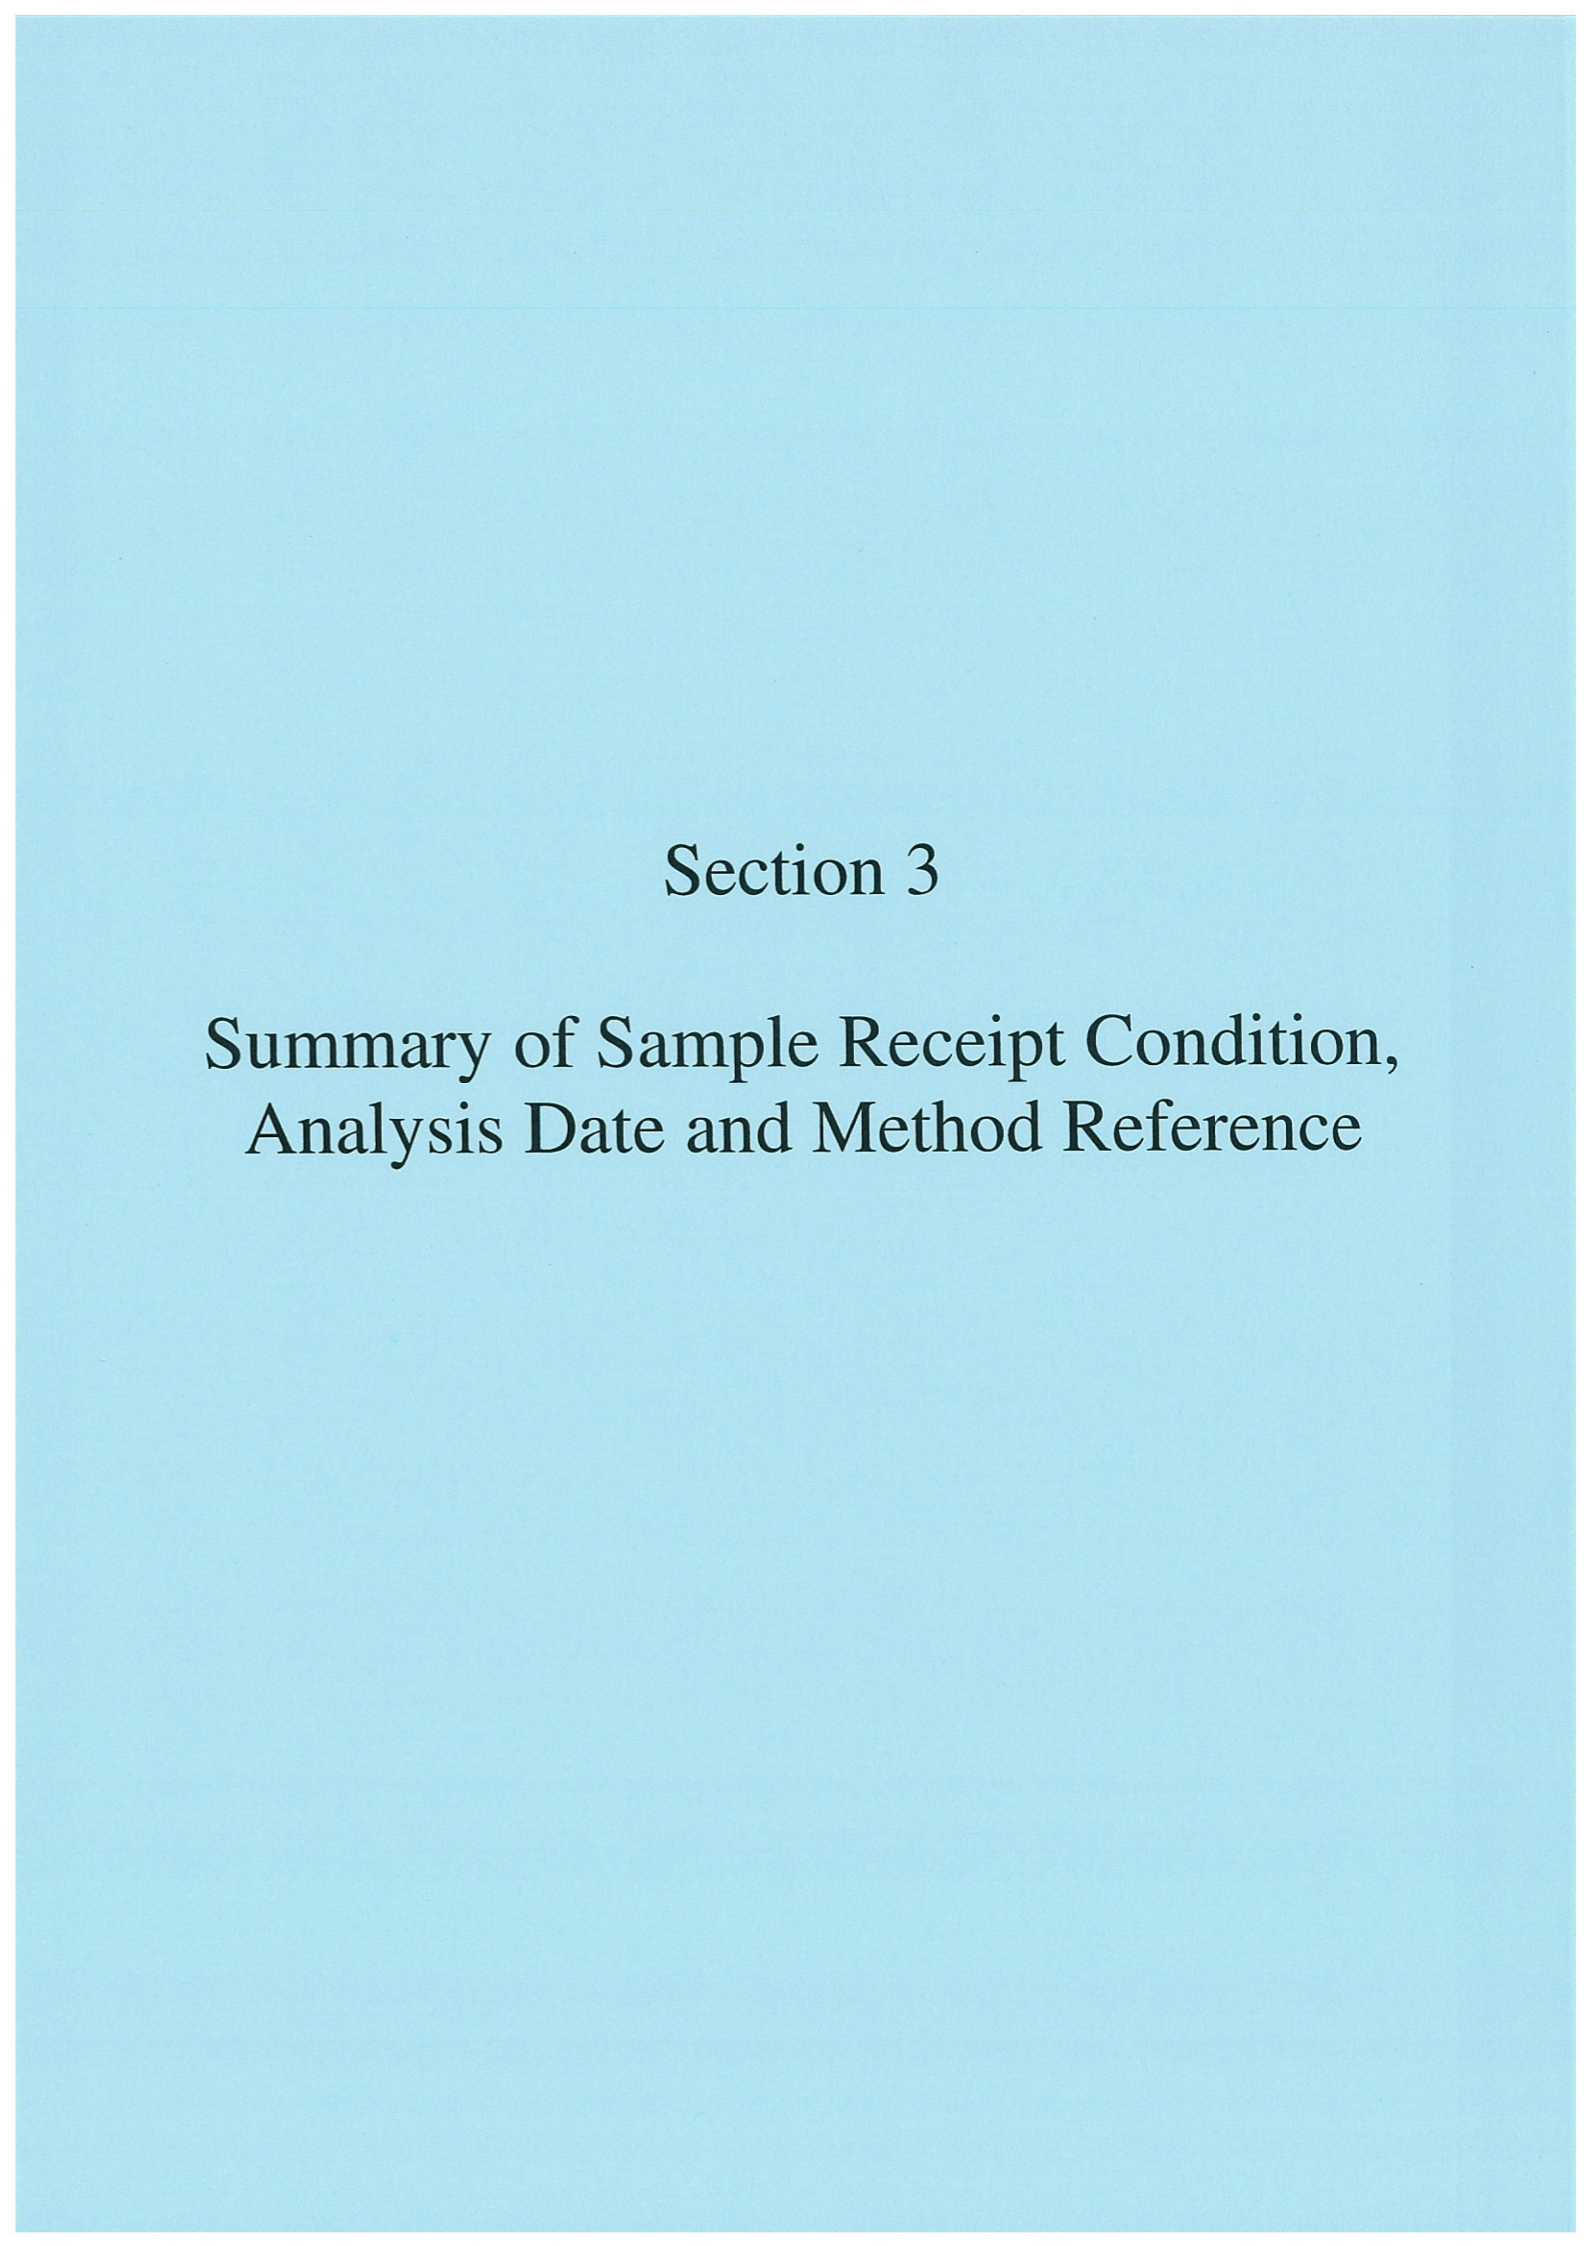 Section 3
Summary of Sample Receipt Condition,
Analysis Date and Method Reference